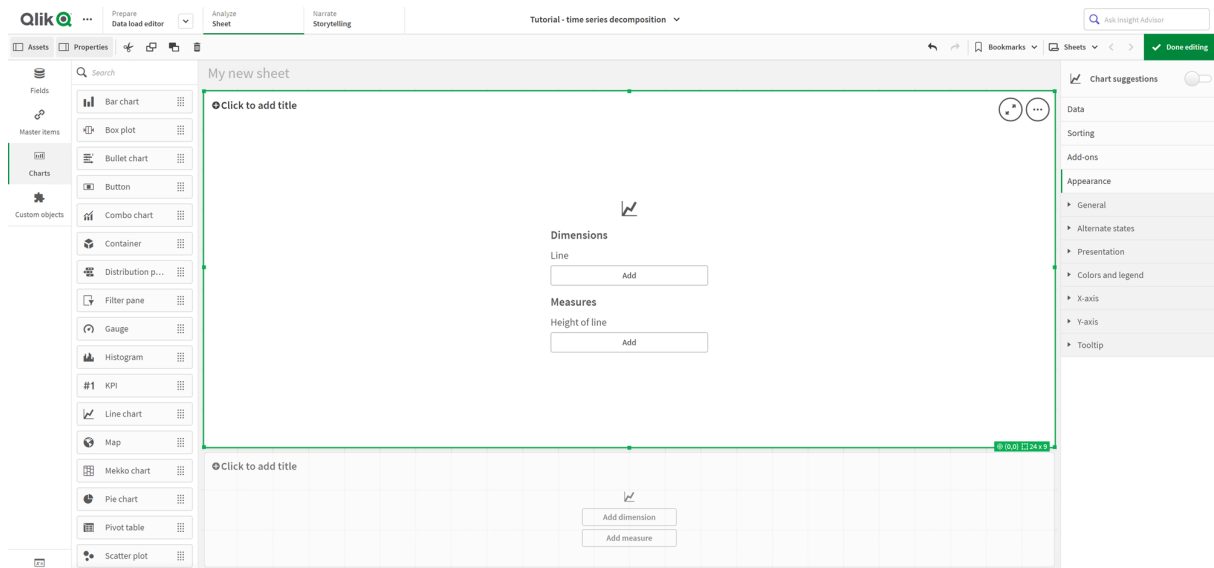 Qlik
Prepare
Data load editor
Analyze
Sheet
Narrate
Storytelling
Tutorial - time series decomposition
Ask Insight Advisor
Assets
Properties
Bookmarks
Sheets
Done editing
Fields
Master items
Charts
Custom objects
Search
Bar chart
Box plot
Bullet chart
Button
Combo chart
Container
Distribution p...
Filter pane
Gauge
Histogram
#1 KPI
Line chart
Map
Mekko chart
Pie chart
Pivot table
Scatter plot
My new sheet
Click to add title
Dimensions
Line
Add
Measures
Height of line
Add
(0,0) 24 x 9
Click to add title
Add dimension
Add measure
Chart suggestions
Data
Sorting
Add-ons
Appearance
General
Alternate states
Presentation
Colors and legend
X-axis
Y-axis
Tooltip